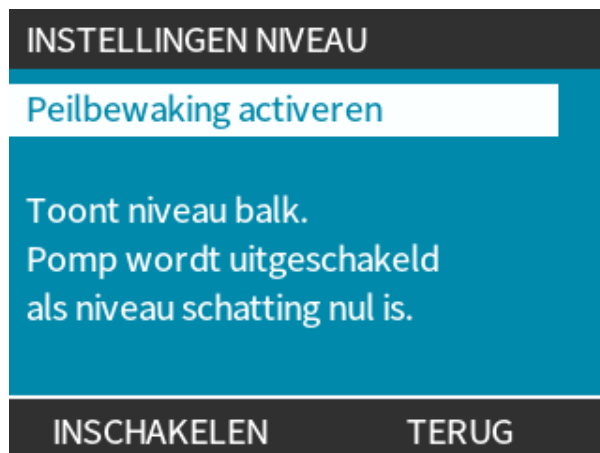 INSTELLINGEN NIVEAU
Peilbewaking activeren
Toont niveau balk.
Pomp wordt uitgeschakeld
als niveau schatting nul is.
INSCHAKELEN TERUG